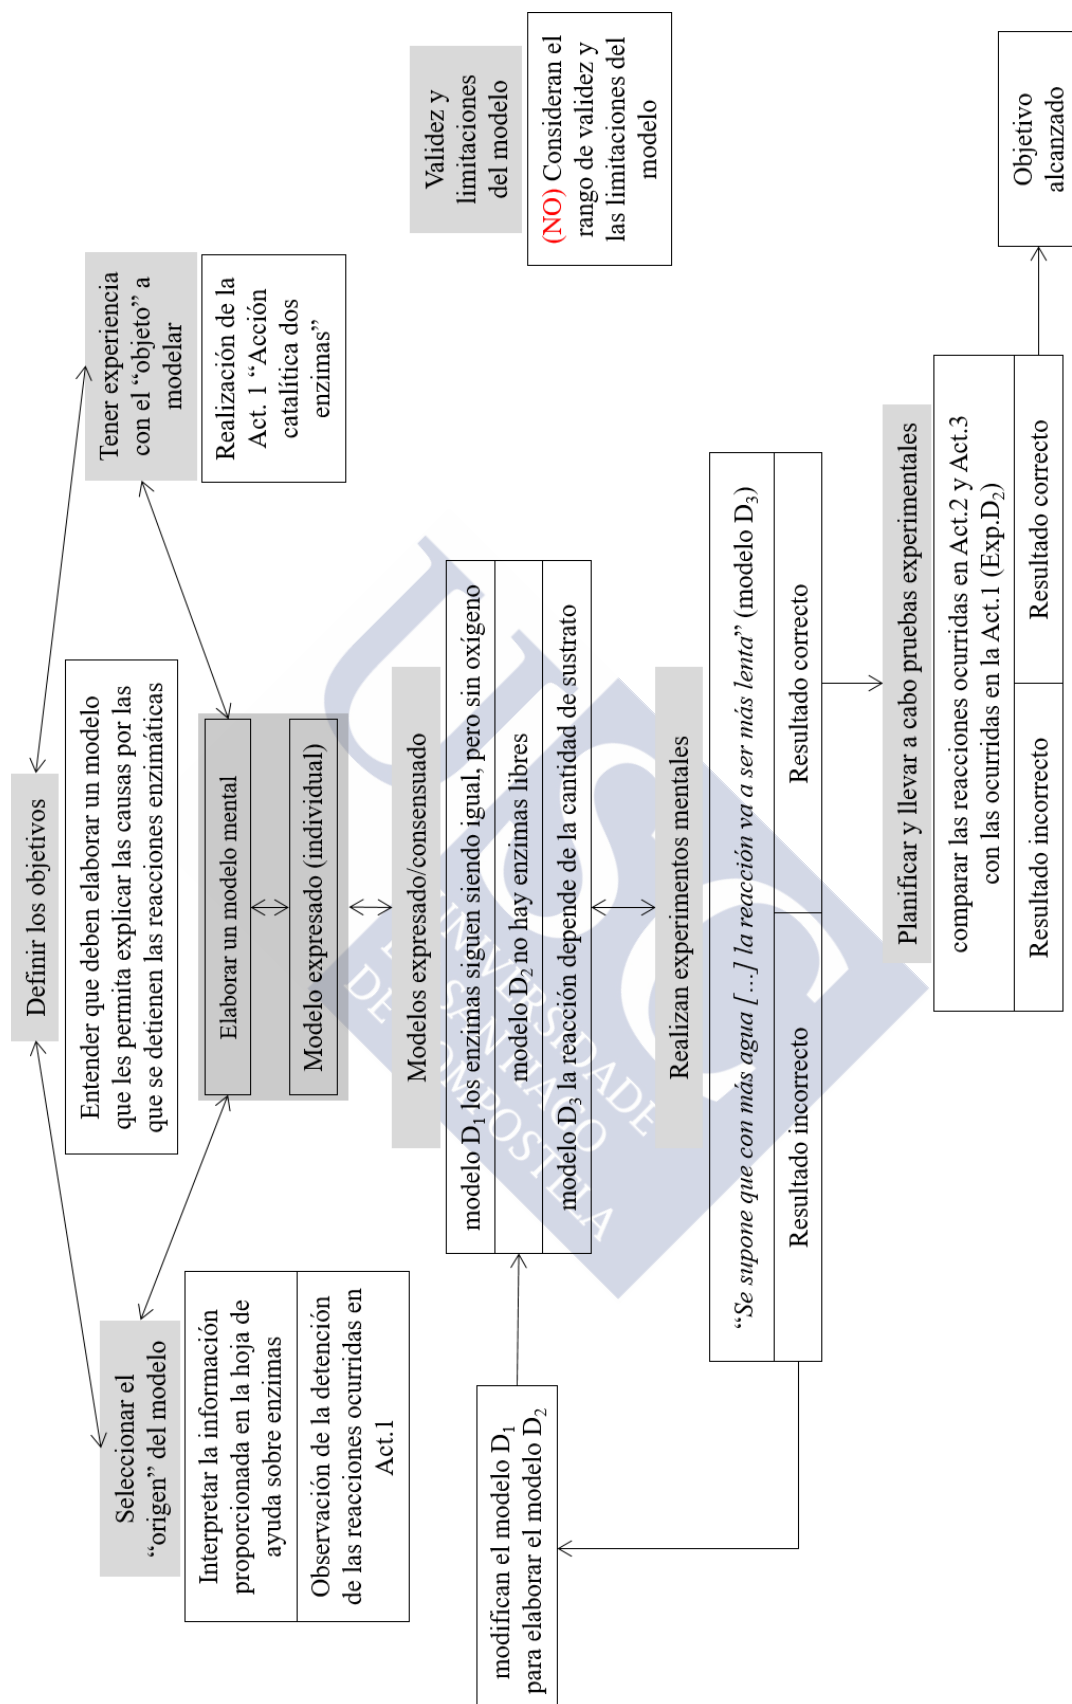 Definir los objetivos
Entender que deben elaborar un modelo
que les permita explicar las causas por las
que se detienen las reacciones enzimáticas
Seleccionar el
“origen” del modelo
Interpretar la información
proporcionada en la hoja de
ayuda sobre enzimas
Observación de la detención
de las reacciones ocurridas en
Act.1
Elaborar un modelo mental
Modelo expresado (individual)
Tener experiencia
con el “objeto” a
modelar
Realización de la
Act. 1 “Acción
catalítica dos
enzimas”
Modelos expresado/consensuado
modelo D₁ los enzimas siguen siendo igual, pero sin oxígeno
modelo D₂ no hay enzimas libres
modelo D₃ la reacción depende de la cantidad de sustrato
Validez y
limitaciones
del modelo
(NO) Consideran el
rango de validez y
las limitaciones del
modelo
modifican el modelo D₁
para elaborar el modelo D₂
Realizan experimentos mentales
“Se supone que con más agua [...] la reacción va a ser más lenta” (modelo D₃)
Resultado incorrecto
Resultado correcto
Planificar y llevar a cabo pruebas experimentales
comparar las reacciones ocurridas en Act.2 y Act.3
con las ocurridas en la Act.1 (Exp.D₂)
Resultado incorrecto
Resultado correcto
Objetivo
alcanzado
USC
UNIVERSIDADE
DE SANTIAGO
DE COMPOSTELA